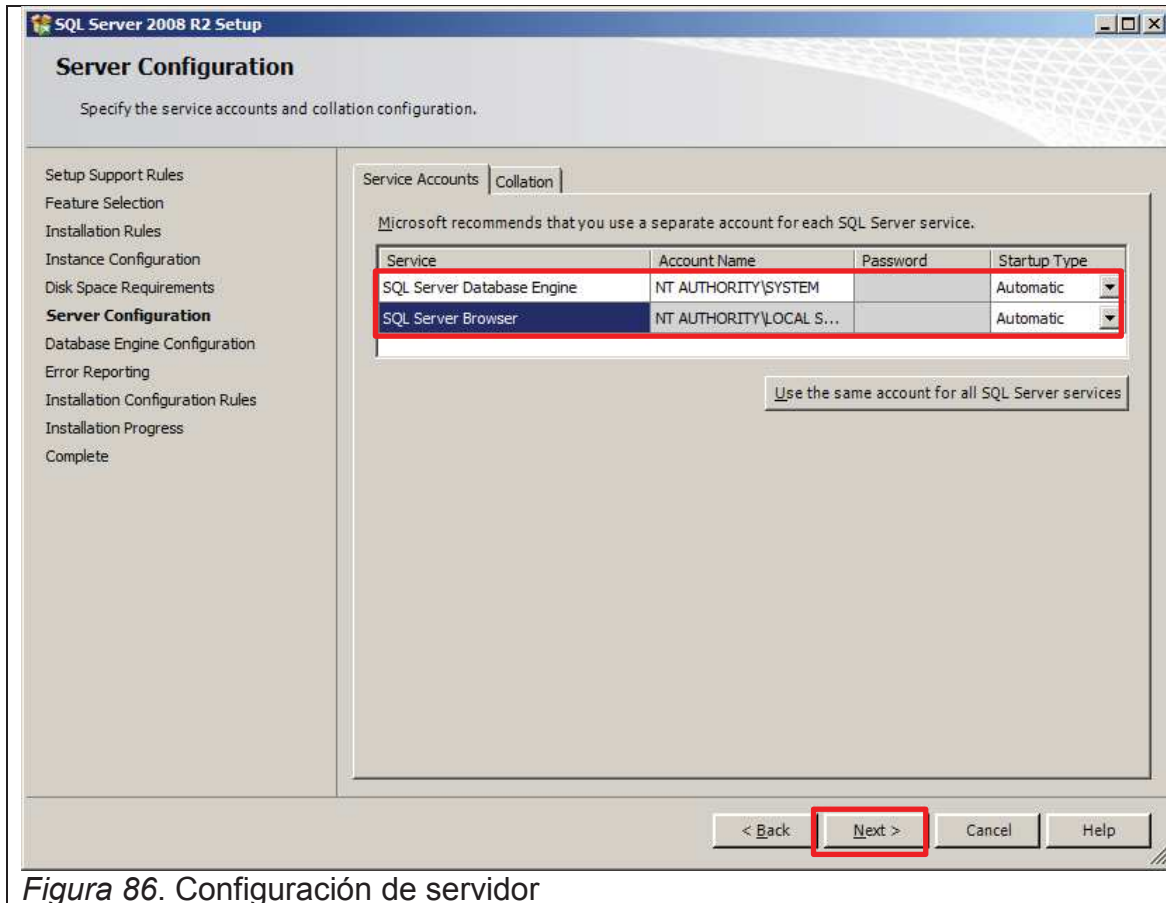 SQL Server 2008 R2 Setup
Server Configuration
Specify the service accounts and collation configuration.
Setup Support Rules
Feature Selection
Installation Rules
Instance Configuration
Disk Space Requirements
Server Configuration
Database Engine Configuration
Error Reporting
Installation Configuration Rules
Installation Progress
Complete
Service Accounts Collation
Microsoft recommends that you use a separate account for each SQL Server service.
Service Account Name Password Startup Type
SQL Server Database Engine NT AUTHORITY\SYSTEM Automatic
SQL Server Browser NT AUTHORITY\LOCAL S... Automatic
Use the same account for all SQL Server services
< Back Next > Cancel Help
Figura 86. Configuración de servidor